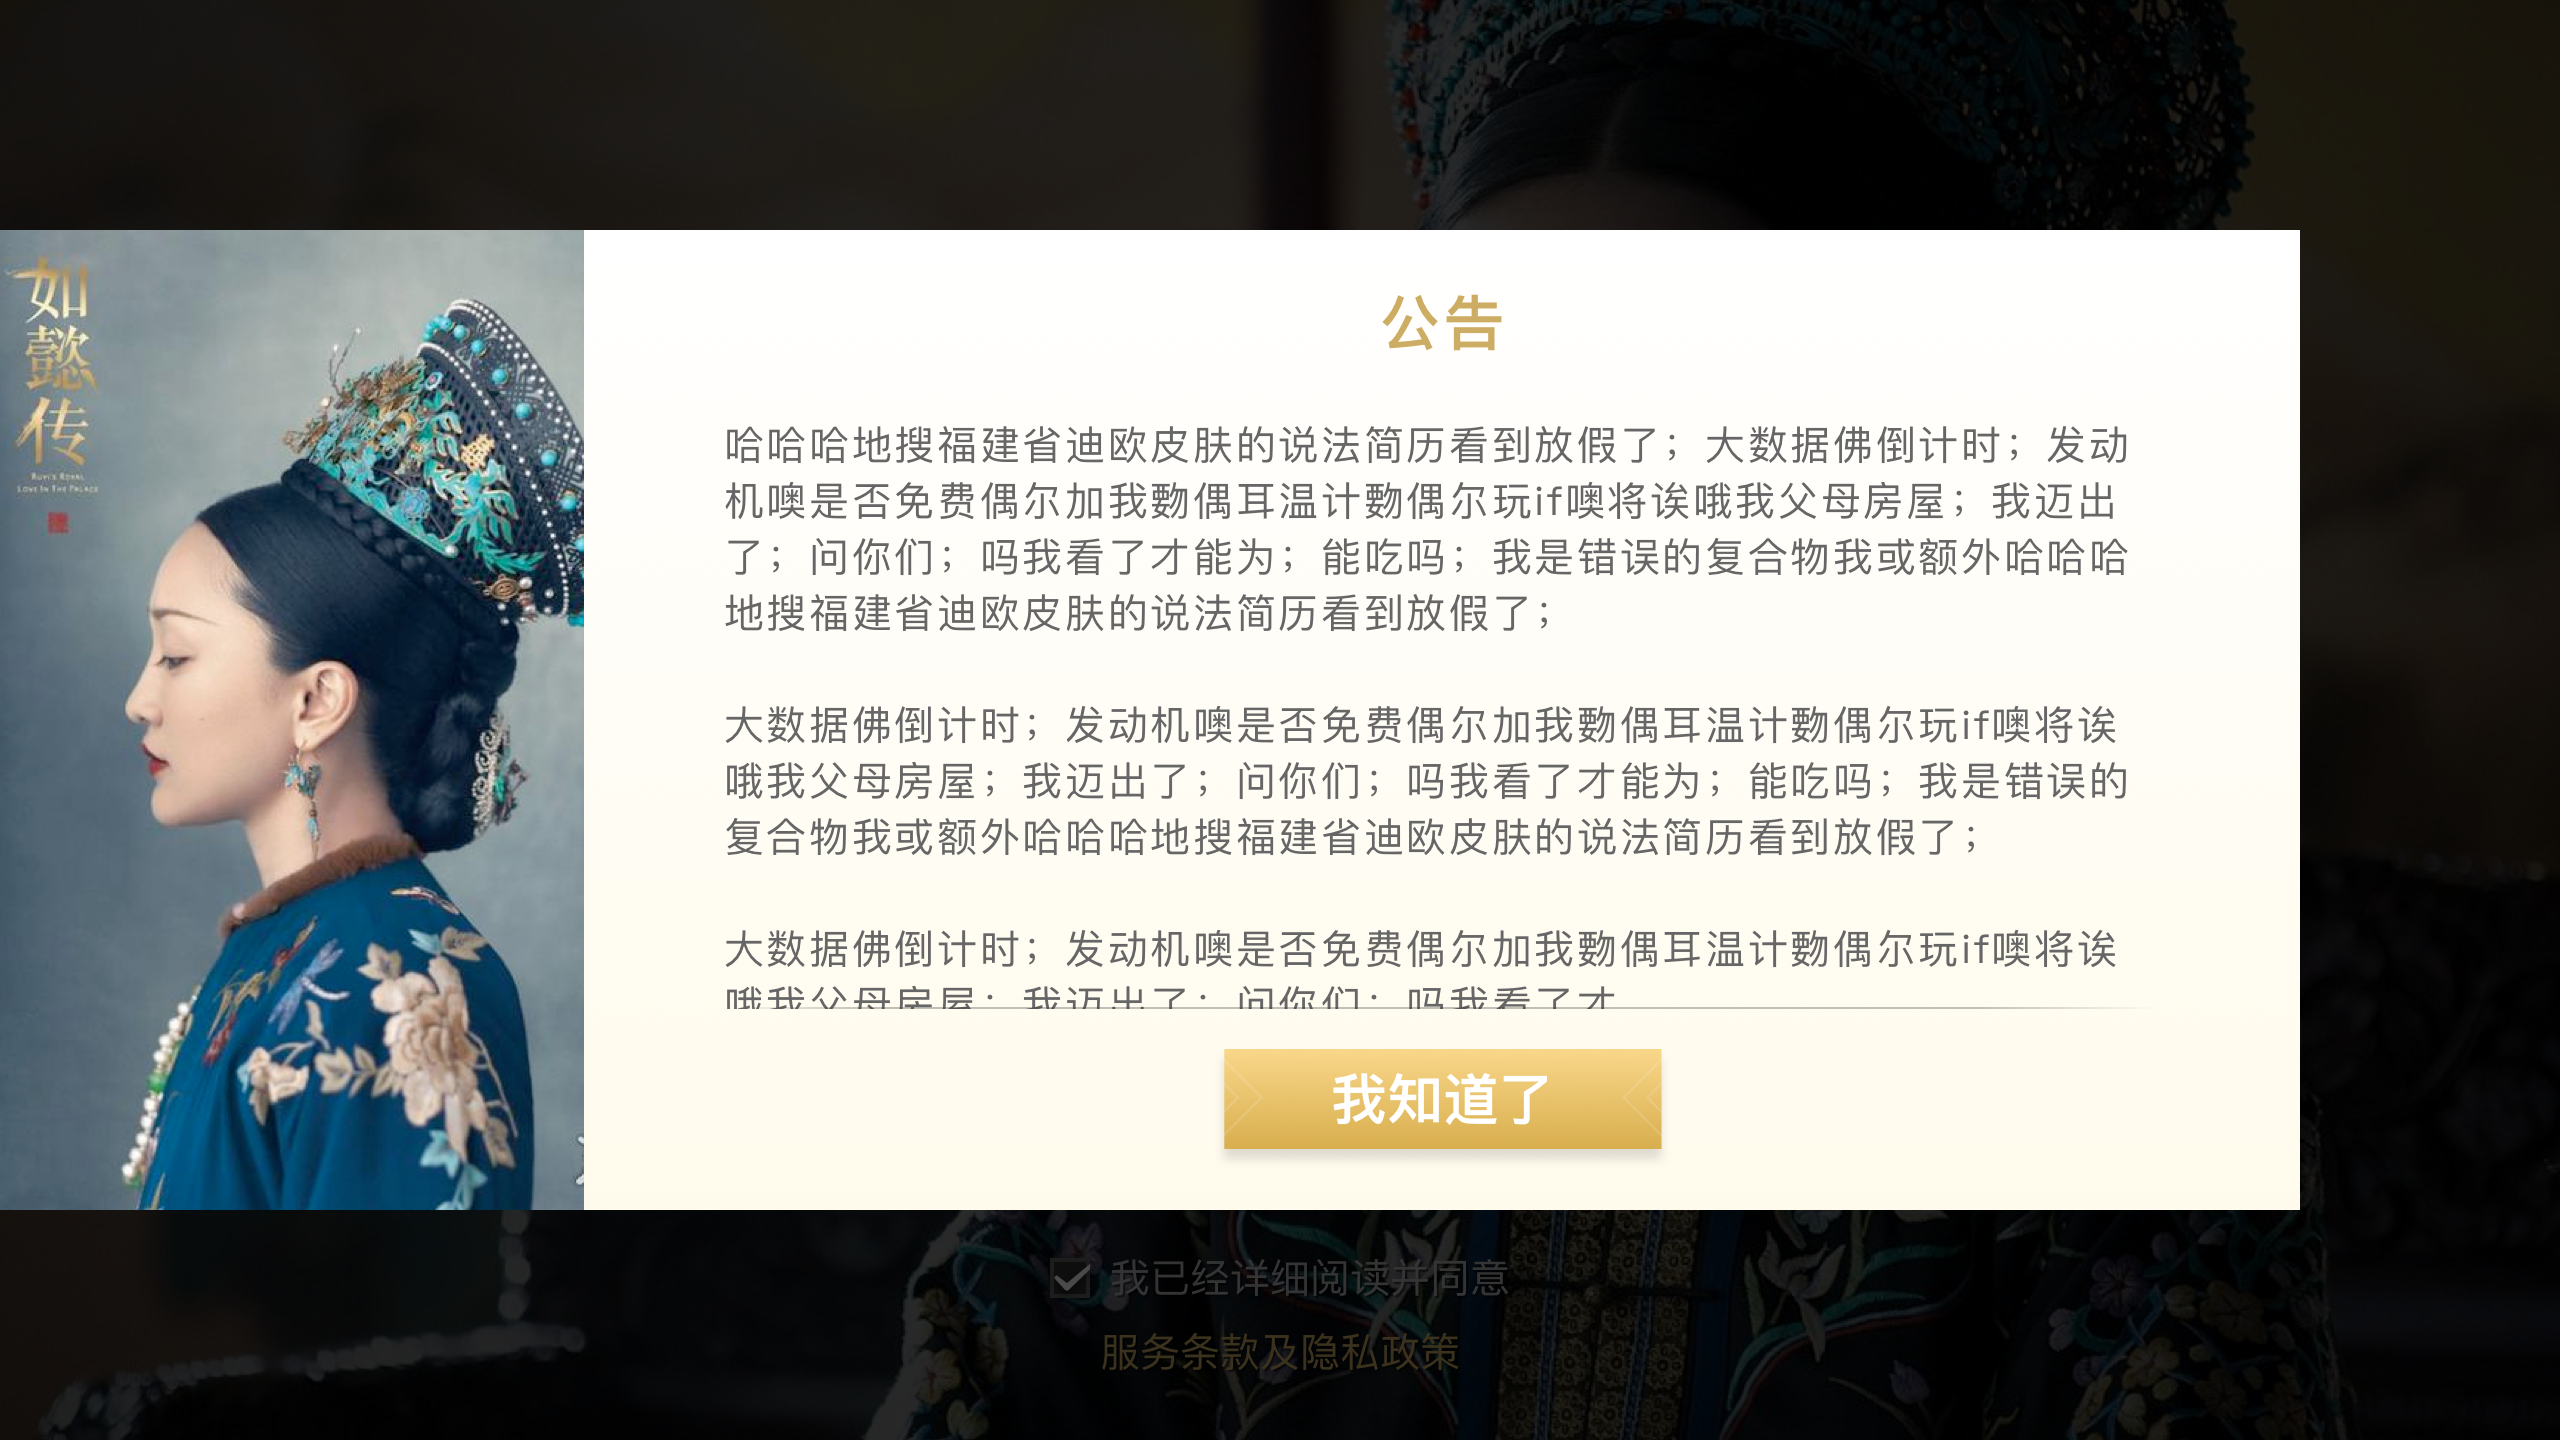 如懿传
RUYI'S ROYAL
LOVE IN THE PALACE
公告
哈哈哈地搜福建省迪欧皮肤的说法简历看到放假了；大数据佛倒计时；发动
机噢是否免费偶尔加我覅偶耳温计覅偶尔玩if噢将诶哦我父母房屋；我迈出
了；问你们；吗我看了才能为；能吃吗；我是错误的复合物我或额外哈哈哈
地搜福建省迪欧皮肤的说法简历看到放假了；
大数据佛倒计时；发动机噢是否免费偶尔加我覅偶耳温计覅偶尔玩if噢将诶
哦我父母房屋；我迈出了；问你们；吗我看了才能为；能吃吗；我是错误的
复合物我或额外哈哈哈地搜福建省迪欧皮肤的说法简历看到放假了；
大数据佛倒计时；发动机噢是否免费偶尔加我覅偶耳温计覅偶尔玩if噢将诶
哦我父母房屋；我迈出了；问你们；吗我看了才
我知道了
我已经详细阅读并同意
服务条款及隐私政策